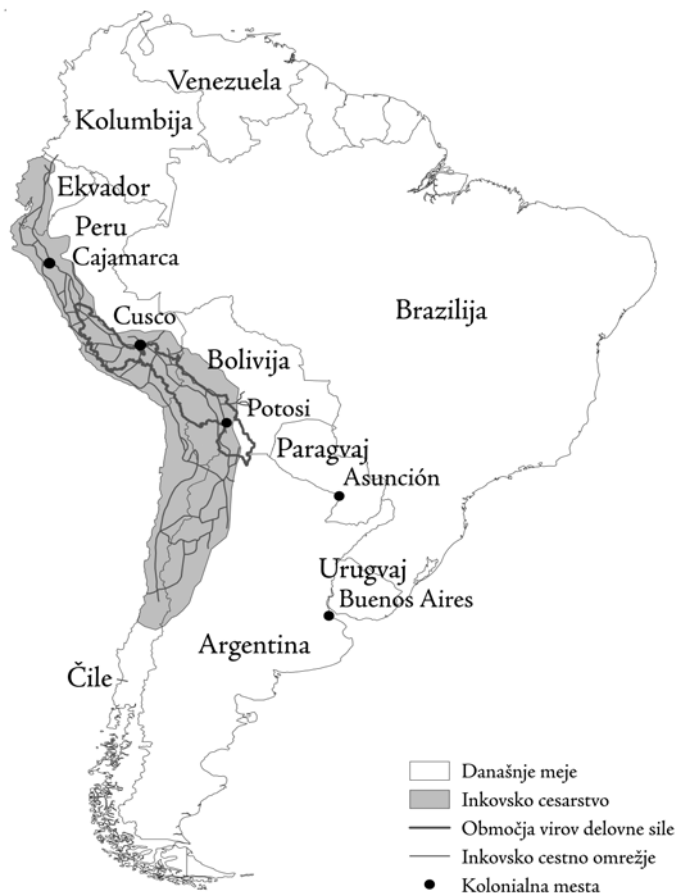 Venezuela
Kolumbija
Ekvador
Peru
Cajamarca
Brazilija
Cusco
Bolivija
Potosi
Paragvaj
Asunción
Urugvaj
Buenos Aires
Argentina
Čile
Današnje meje
Inkovsko cesarstvo
Območja virov delovne sile
Inkovsko cestno omrežje
Kolonialna mesta